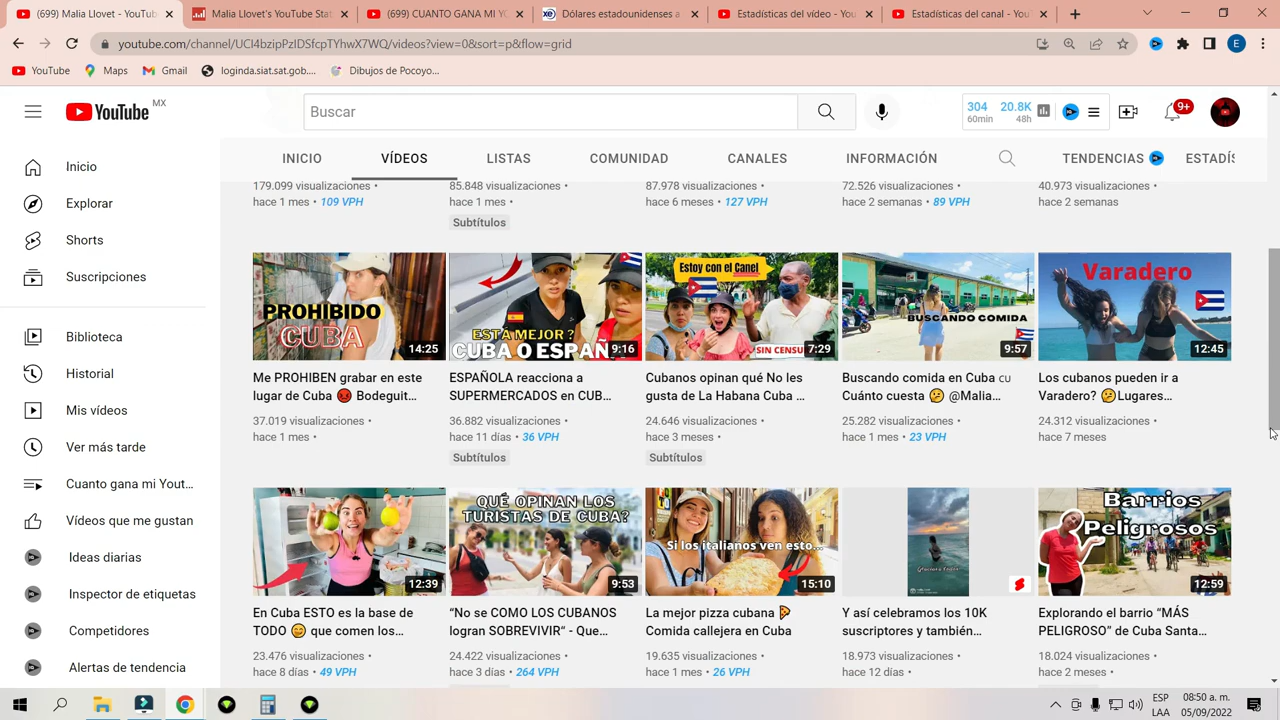 (699) Malia Llovet - YouTub
Malia Llovet's YouTube Stat
(699) CUANTO GANA MI YO
Dólares estadounidenses a
Estadísticas del vídeo - You
Estadísticas del canal - YouT
youtube.com/channel/UCI4bzipPzIDSfcpTYhwX7WQ/videos?view=0&sort=p&flow=grid
E
YouTube
Maps
Gmail
loginda.siat.sat.gob....
Dibujos de Pocoyo...
YouTube MX
Buscar
304 20.8K
60min 48h
9+
INICIO VÍDEOS LISTAS COMUNIDAD CANALES INFORMACIÓN TENDENCIAS ESTADÍS
Inicio
Explorar
Shorts
Suscripciones
Biblioteca
Historial
Mis vídeos
Ver más tarde
Cuanto gana mi Yout...
Vídeos que me gustan
Ideas diarias
Inspector de etiquetas
Competidores
Alertas de tendencia
179.099 visualizaciones •
hace 1 mes • 109 VPH
85.848 visualizaciones •
hace 1 mes •
Subtítulos
87.978 visualizaciones •
hace 6 meses • 127 VPH
72.526 visualizaciones •
hace 2 semanas • 89 VPH
40.973 visualizaciones •
hace 2 semanas
PROHIBIDO
CUBA
14:25
Me PROHIBEN grabar en este
lugar de Cuba 😡 Bodeguit...
37.019 visualizaciones •
hace 1 mes •
ESTÁ MEJOR ?
CUBA O ESPAÑ
9:16
ESPAÑOLA reacciona a
SUPERMERCADOS en CUB...
36.882 visualizaciones •
hace 11 días • 36 VPH
Subtítulos
Estoy con el Canel
SIN CENSU
7:29
Cubanos opinan qué No les
gusta de La Habana Cuba ...
24.646 visualizaciones •
hace 3 meses •
Subtítulos
BUSCANDO COMIDA
9:57
Buscando comida en Cuba CU
Cuánto cuesta 🤔 @Malia...
25.282 visualizaciones •
hace 1 mes • 23 VPH
Varadero
12:45
Los cubanos pueden ir a
Varadero? 🤔Lugares...
24.312 visualizaciones •
hace 7 meses
12:39
En Cuba ESTO es la base de
TODO 😋 que comen los...
23.476 visualizaciones •
hace 8 días • 49 VPH
QUÉ OPINAN LOS
TURISTAS DE CUBA?
9:53
“No se COMO LOS CUBANOS
logran SOBREVIVIR“ - Que...
24.422 visualizaciones •
hace 3 días • 264 VPH
Si los italianos ven esto...
15:10
La mejor pizza cubana 🍕
Comida callejera en Cuba
19.635 visualizaciones •
hace 1 mes • 26 VPH
Y así celebramos los 10K
suscriptores y también...
18.973 visualizaciones •
hace 12 días •
Barrios
Peligrosos
12:59
Explorando el barrio “MÁS
PELIGROSO” de Cuba Santa...
18.024 visualizaciones •
hace 2 meses •
ESP
LAA
08:50 a. m.
05/09/2022